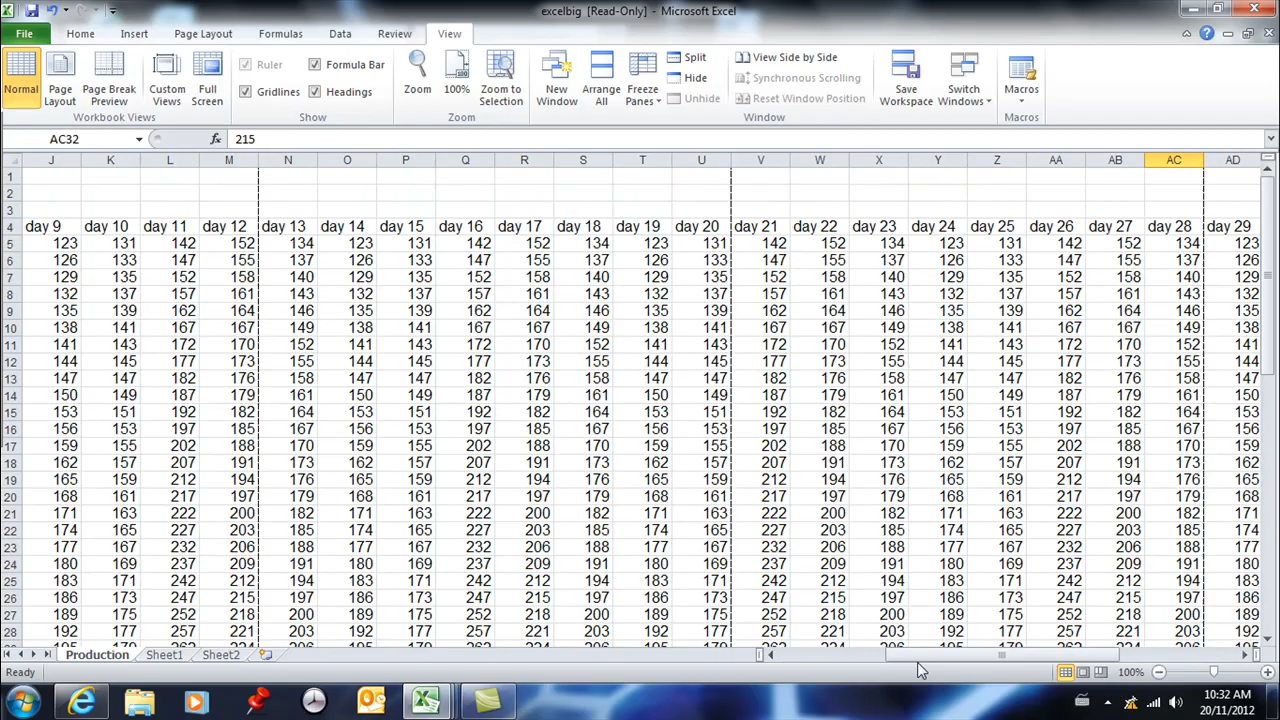 excelbig [Read-Only] - Microsoft Excel
File Home Insert Page Layout Formulas Data Review View
Normal Page Layout Page Break Preview Custom Views Full Screen
Workbook Views
Ruler Formula Bar
Gridlines Headings
Show
Zoom 100% Zoom to Selection
Zoom
New Window Arrange All Freeze Panes
Split
Hide
Unhide
View Side by Side
Synchronous Scrolling
Reset Window Position
Window
Save Workspace Switch Windows
Macros
Macros
AC32 fx 215
J K L M N O P Q R S T U V W X Y Z AA AB AC AD
1
2
3
4 day 9 day 10 day 11 day 12 day 13 day 14 day 15 day 16 day 17 day 18 day 19 day 20 day 21 day 22 day 23 day 24 day 25 day 26 day 27 day 28 day 29
5 123 131 142 152 134 123 131 142 152 134 123 131 142 152 134 123 131 142 152 134 123
6 126 133 147 155 137 126 133 147 155 137 126 133 147 155 137 126 133 147 155 137 126
7 129 135 152 158 140 129 135 152 158 140 129 135 152 158 140 129 135 152 158 140 129
8 132 137 157 161 143 132 137 157 161 143 132 137 157 161 143 132 137 157 161 143 132
9 135 139 162 164 146 135 139 162 164 146 135 139 162 164 146 135 139 162 164 146 135
10 138 141 167 167 149 138 141 167 167 149 138 141 167 167 149 138 141 167 167 149 138
11 141 143 172 170 152 141 143 172 170 152 141 143 172 170 152 141 143 172 170 152 141
12 144 145 177 173 155 144 145 177 173 155 144 145 177 173 155 144 145 177 173 155 144
13 147 147 182 176 158 147 147 182 176 158 147 147 182 176 158 147 147 182 176 158 147
14 150 149 187 179 161 150 149 187 179 161 150 149 187 179 161 150 149 187 179 161 150
15 153 151 192 182 164 153 151 192 182 164 153 151 192 182 164 153 151 192 182 164 153
16 156 153 197 185 167 156 153 197 185 167 156 153 197 185 167 156 153 197 185 167 156
17 159 155 202 188 170 159 155 202 188 170 159 155 202 188 170 159 155 202 188 170 159
18 162 157 207 191 173 162 157 207 191 173 162 157 207 191 173 162 157 207 191 173 162
19 165 159 212 194 176 165 159 212 194 176 165 159 212 194 176 165 159 212 194 176 165
20 168 161 217 197 179 168 161 217 197 179 168 161 217 197 179 168 161 217 197 179 168
21 171 163 222 200 182 171 163 222 200 182 171 163 222 200 182 171 163 222 200 182 171
22 174 165 227 203 185 174 165 227 203 185 174 165 227 203 185 174 165 227 203 185 174
23 177 167 232 206 188 177 167 232 206 188 177 167 232 206 188 177 167 232 206 188 177
24 180 169 237 209 191 180 169 237 209 191 180 169 237 209 191 180 169 237 209 191 180
25 183 171 242 212 194 183 171 242 212 194 183 171 242 212 194 183 171 242 212 194 183
26 186 173 247 215 197 186 173 247 215 197 186 173 247 215 197 186 173 247 215 197 186
27 189 175 252 218 200 189 175 252 218 200 189 175 252 218 200 189 175 252 218 200 189
28 192 177 257 221 203 192 177 257 221 203 192 177 257 221 203 192 177 257 221 203 192
Production Sheet1 Sheet2
Ready 100%
10:32 AM
20/11/2012